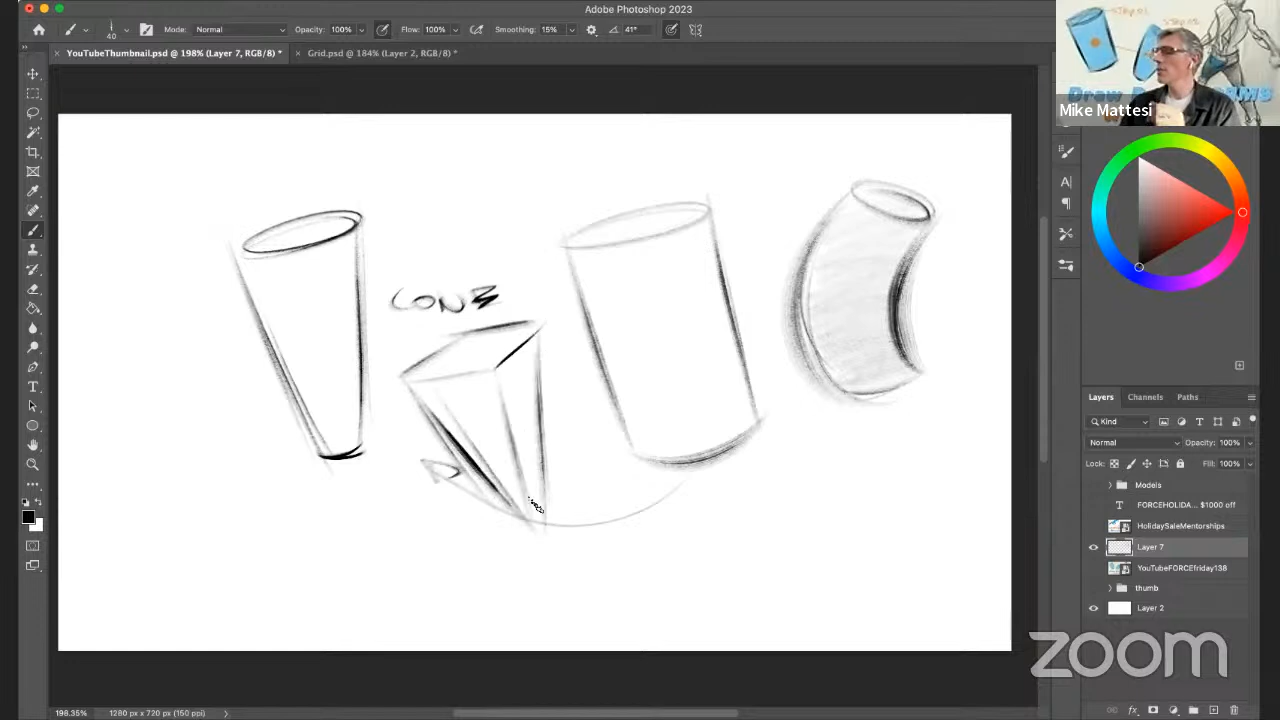 Adobe Photoshop 2023
40
Mode: Normal
Opacity: 100%
Flow: 100%
Smoothing: 15%
41°
YouTubeThumbnail.psd @ 198% (Layer 7, RGB/8) *
Grid.psd @ 184% (Layer 2, RGB/8) *
Mike Mattesi
CONE
Layers
Channels
Paths
Kind
Normal
Opacity: 100%
Lock:
Fill: 100%
Models
FORCEHOLIDA... $1000 off
HolidaySaleMentorships
Layer 7
YouTubeFORCEfriday138
thumb
Layer 2
zoom
198.35%
1280 px x 720 px (150 ppi)